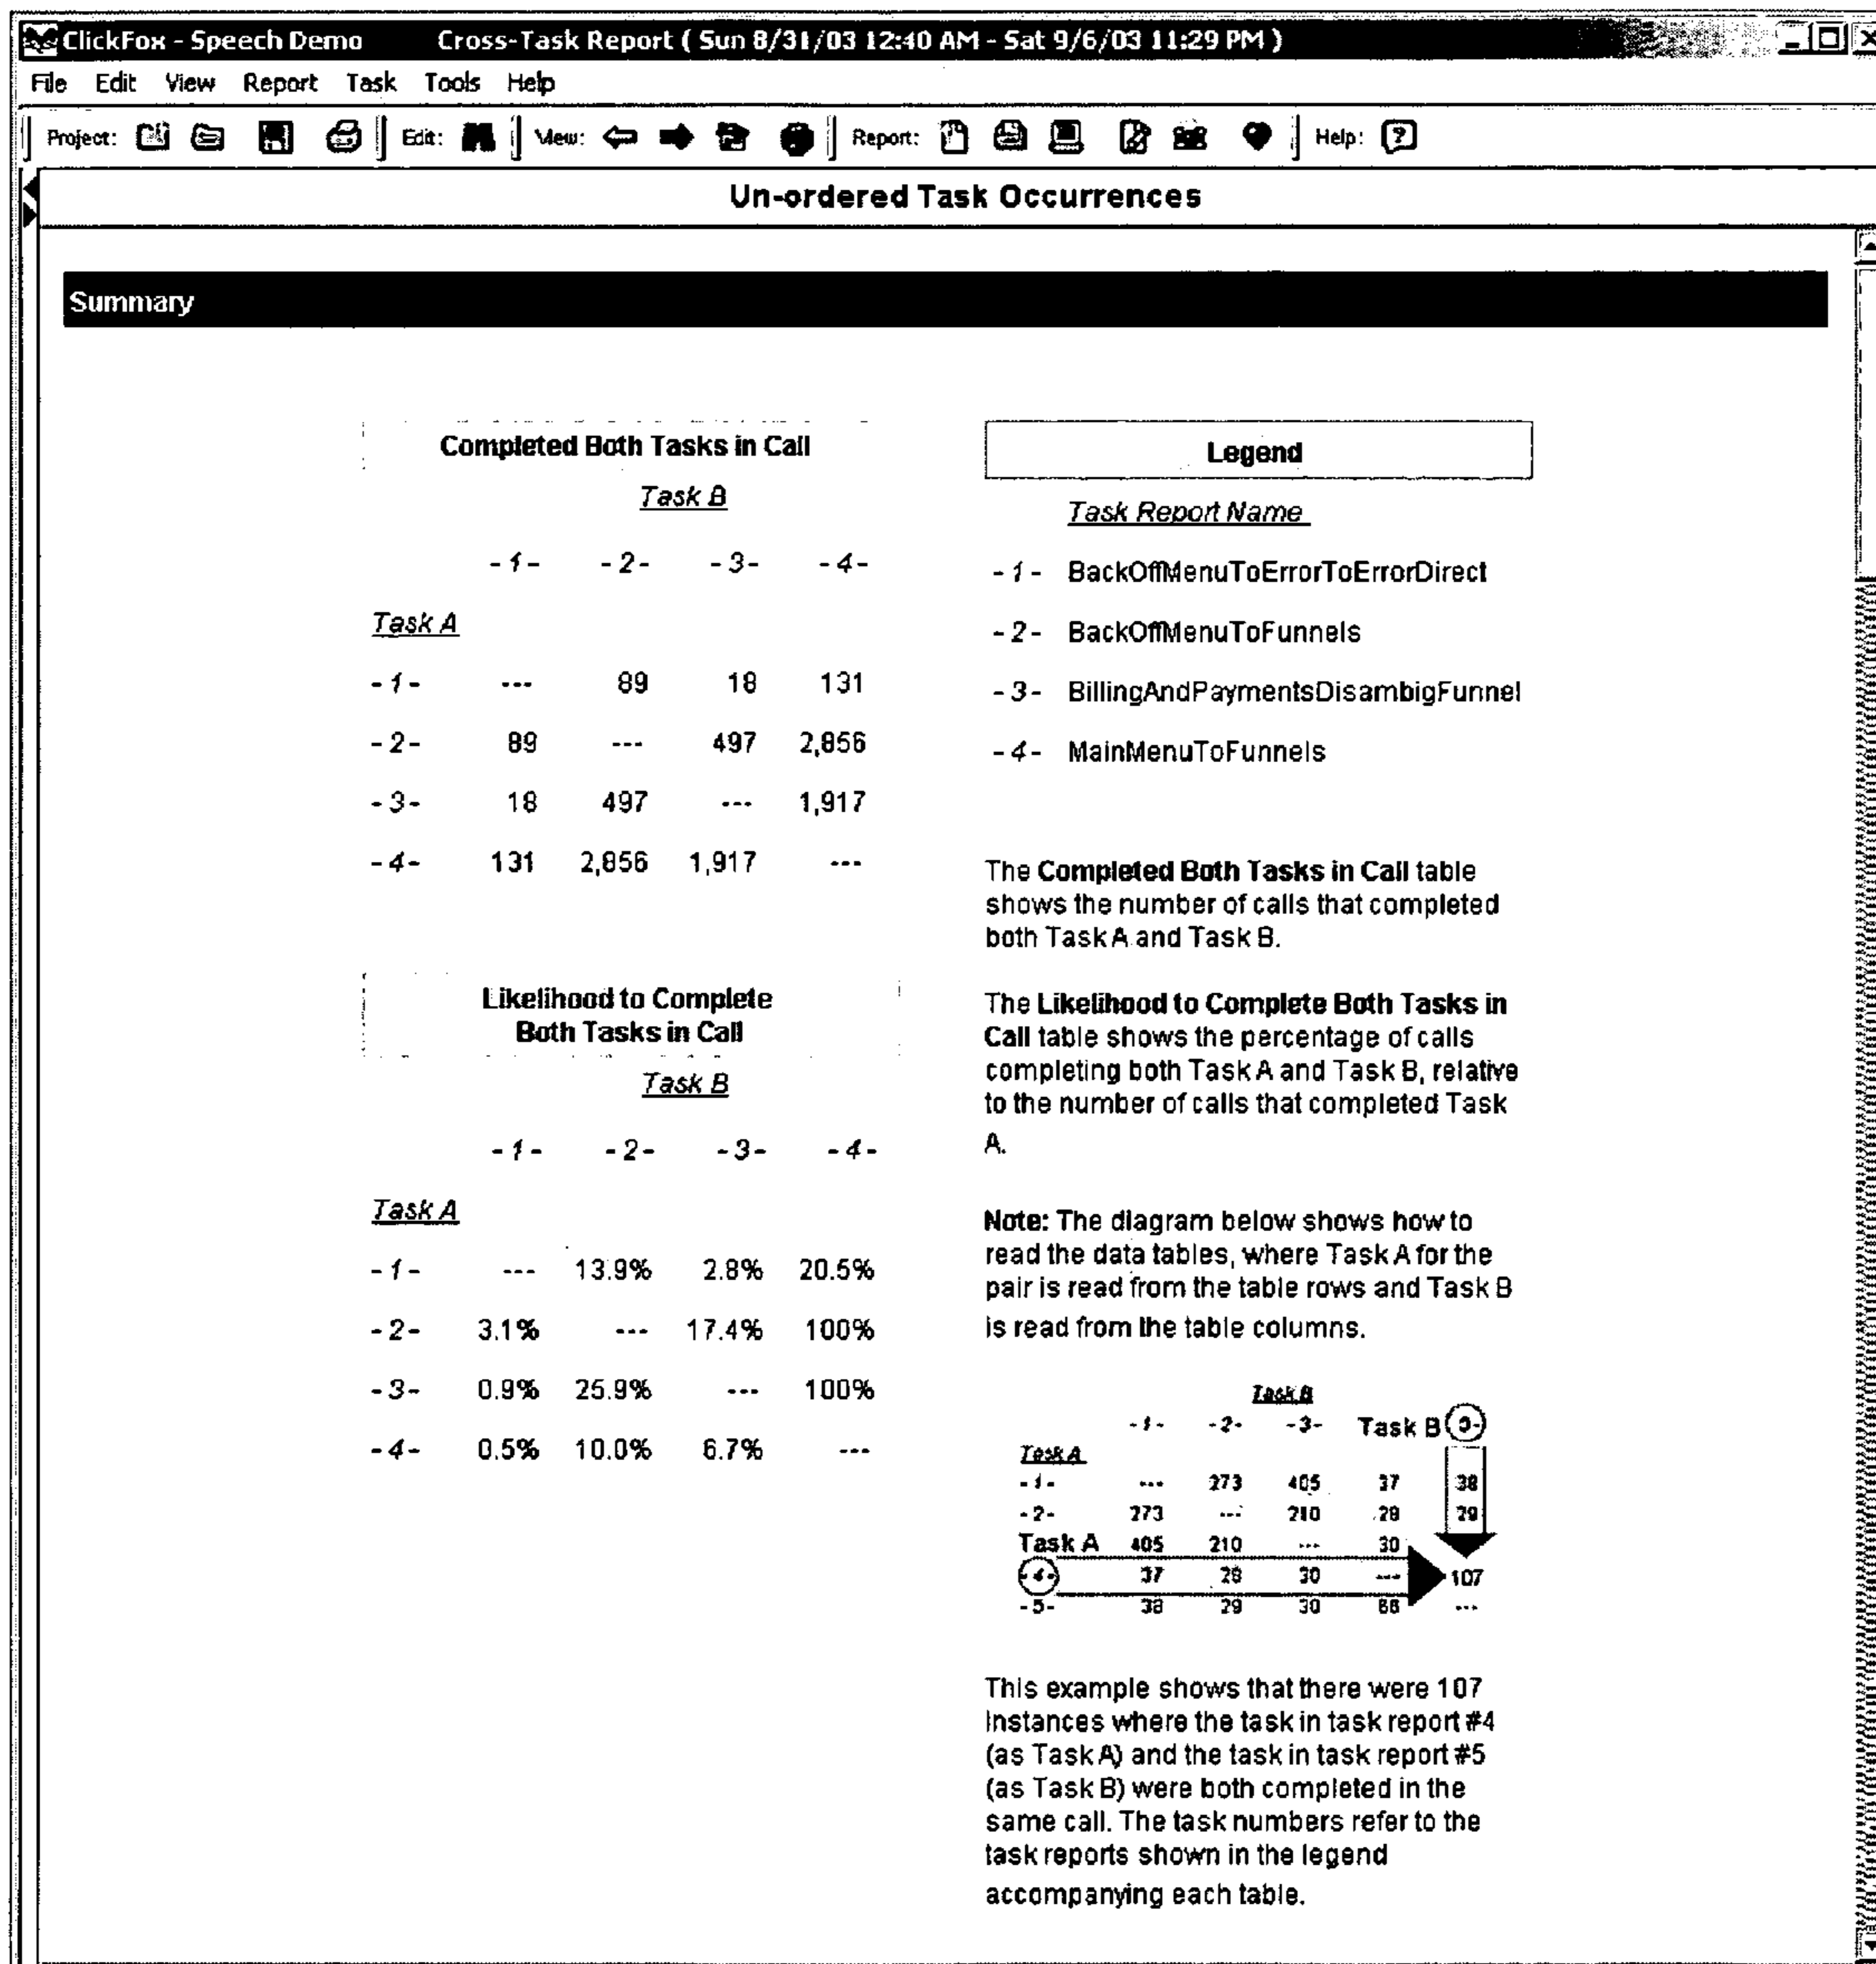 ClickFox - Speech Demo Cross-Task Report ( Sun 8/31/03 12:40 AM - Sat 9/6/03 11:29 PM )
File Edit View Report Task Tools Help
Project: Edit: View: Report: Help:
Un-ordered Task Occurrences
Summary
Completed Both Tasks in Call
Task B
-1- -2- -3- -4-
Task A
-1- --- 89 18 131
-2- 89 --- 497 2,856
-3- 18 497 --- 1,917
-4- 131 2,856 1,917 ---
Likelihood to Complete
Both Tasks in Call
Task B
-1- -2- -3- -4-
Task A
-1- --- 13.9% 2.8% 20.5%
-2- 3.1% --- 17.4% 100%
-3- 0.9% 25.9% --- 100%
-4- 0.5% 10.0% 6.7% ---
Legend
Task Report Name
-1- BackOffMenuToErrorToErrorDirect
-2- BackOffMenuToFunnels
-3- BillingAndPaymentsDisambigFunnel
-4- MainMenuToFunnels
The Completed Both Tasks in Call table
shows the number of calls that completed
both Task A and Task B.
The Likelihood to Complete Both Tasks in
Call table shows the percentage of calls
completing both Task A and Task B, relative
to the number of calls that completed Task
A.
Note: The diagram below shows how to
read the data tables, where Task A for the
pair is read from the table rows and Task B
is read from the table columns.
Task B
-1- -2- -3- Task B
Task A
-1- --- 273 405 37 38
-2- 273 --- 210 28 29
Task A 405 210 --- 30
-4- 37 28 30 --- 107
-5- 38 29 30 88 ---
This example shows that there were 107
instances where the task in task report #4
(as Task A) and the task in task report #5
(as Task B) were both completed in the
same call. The task numbers refer to the
task reports shown in the legend
accompanying each table.